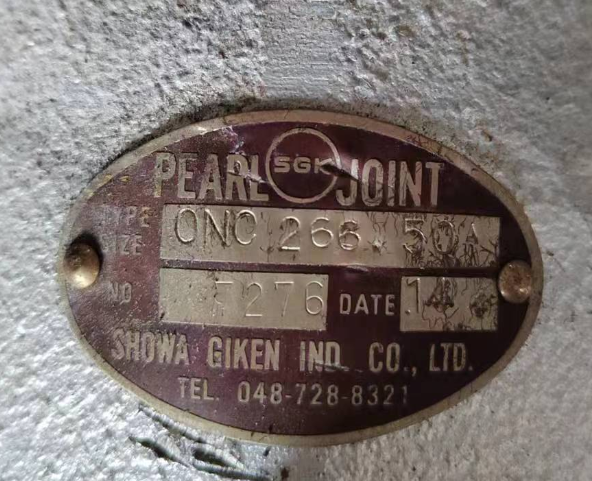 PEARL SGK JOINT
TYPE
SIZE
ONC 266 50A
NO 7276 DATE
SHOWA GIKEN IND. CO., LTD.
TEL. 048-728-8321